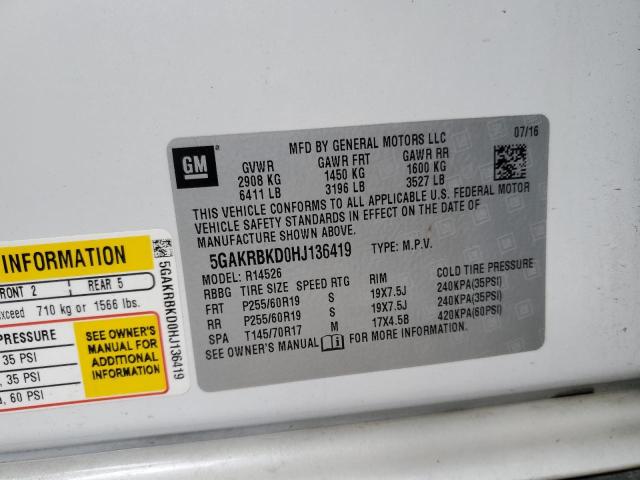 GM
MFD BY GENERAL MOTORS LLC
07/16
GVWR GAWR FRT GAWR RR
2908 KG 1450 KG 1600 KG
6411 LB 3196 LB 3527 LB
THIS VEHICLE CONFORMS TO ALL APPLICABLE U.S. FEDERAL MOTOR
VEHICLE SAFETY STANDARDS IN EFFECT ON THE DATE OF
MANUFACTURE SHOWN ABOVE.
5GAKRBKD0HJ136419 TYPE: M.P.V.
MODEL: R14526
RBBG TIRE SIZE SPEED RTG RIM COLD TIRE PRESSURE
FRT P255/60R19 S 19X7.5J 240KPA(35PSI)
RR P255/60R19 S 19X7.5J 240KPA(35PSI)
SPA T145/70R17 M 17X4.5B 420KPA(60PSI)
SEE OWNER'S MANUAL FOR MORE INFORMATION.
INFORMATION
FRONT 2 REAR 5
exceed 710 kg or 1566 lbs.
PRESSURE
35 PSI
35 PSI
60 PSI
SEE OWNER'S
MANUAL FOR
ADDITIONAL
INFORMATION
5GAKRBKD0HJ136419